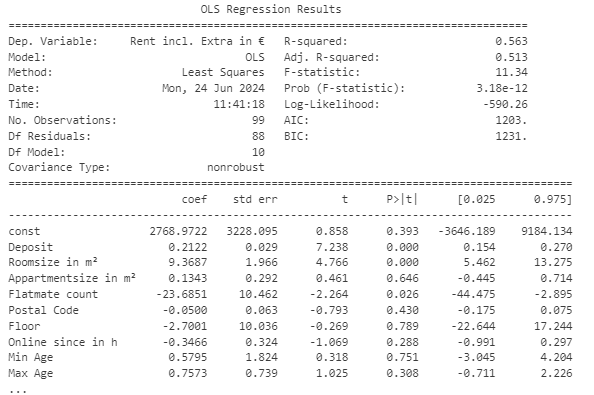 OLS Regression Results
==============================================================================
Dep. Variable: Rent incl. Extra in € R-squared: 0.563
Model: OLS Adj. R-squared: 0.513
Method: Least Squares F-statistic: 11.34
Date: Mon, 24 Jun 2024 Prob (F-statistic): 3.18e-12
Time: 11:41:18 Log-Likelihood: -590.26
No. Observations: 99 AIC: 1203.
Df Residuals: 88 BIC: 1231.
Df Model: 10
Covariance Type: nonrobust
==============================================================================
coef std err t P>|t| [0.025 0.975]
------------------------------------------------------------------------------
const 2768.9722 3228.095 0.858 0.393 -3646.189 9184.134
Deposit 0.2122 0.029 7.238 0.000 0.154 0.270
Roomsize in m² 9.3687 1.966 4.766 0.000 5.462 13.275
Appartmentsize in m² 0.1343 0.292 0.461 0.646 -0.445 0.714
Flatmate count -23.6851 10.462 -2.264 0.026 -44.475 -2.895
Postal Code -0.0500 0.063 -0.793 0.430 -0.175 0.075
Floor -2.7001 10.036 -0.269 0.789 -22.644 17.244
Online since in h -0.3466 0.324 -1.069 0.288 -0.991 0.297
Min Age 0.5795 1.824 0.318 0.751 -3.045 4.204
Max Age 0.7573 0.739 1.025 0.308 -0.711 2.226
...